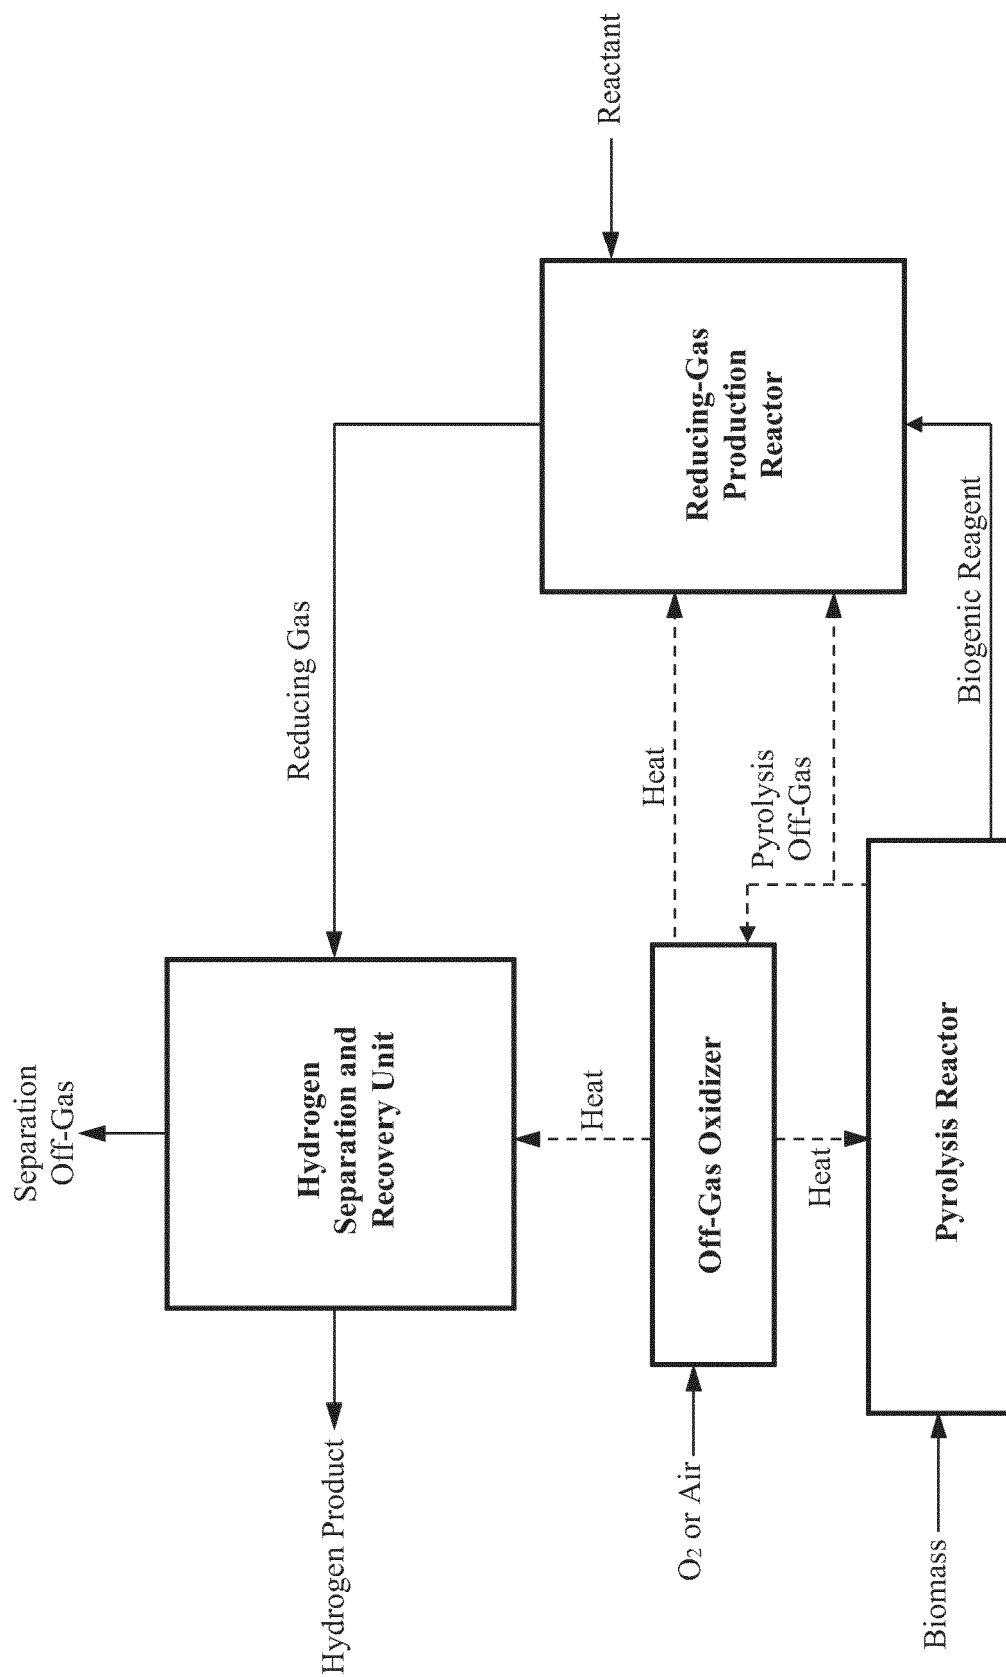 Separation
Off-Gas
Hydrogen Product
Hydrogen
Separation and
Recovery Unit
Reducing Gas
Heat
O₂ or Air
Off-Gas Oxidizer
Heat
Heat
Pyrolysis
Off-Gas
Reducing-Gas
Production
Reactor
Reactant
Biomass
Pyrolysis Reactor
Biogenic Reagent